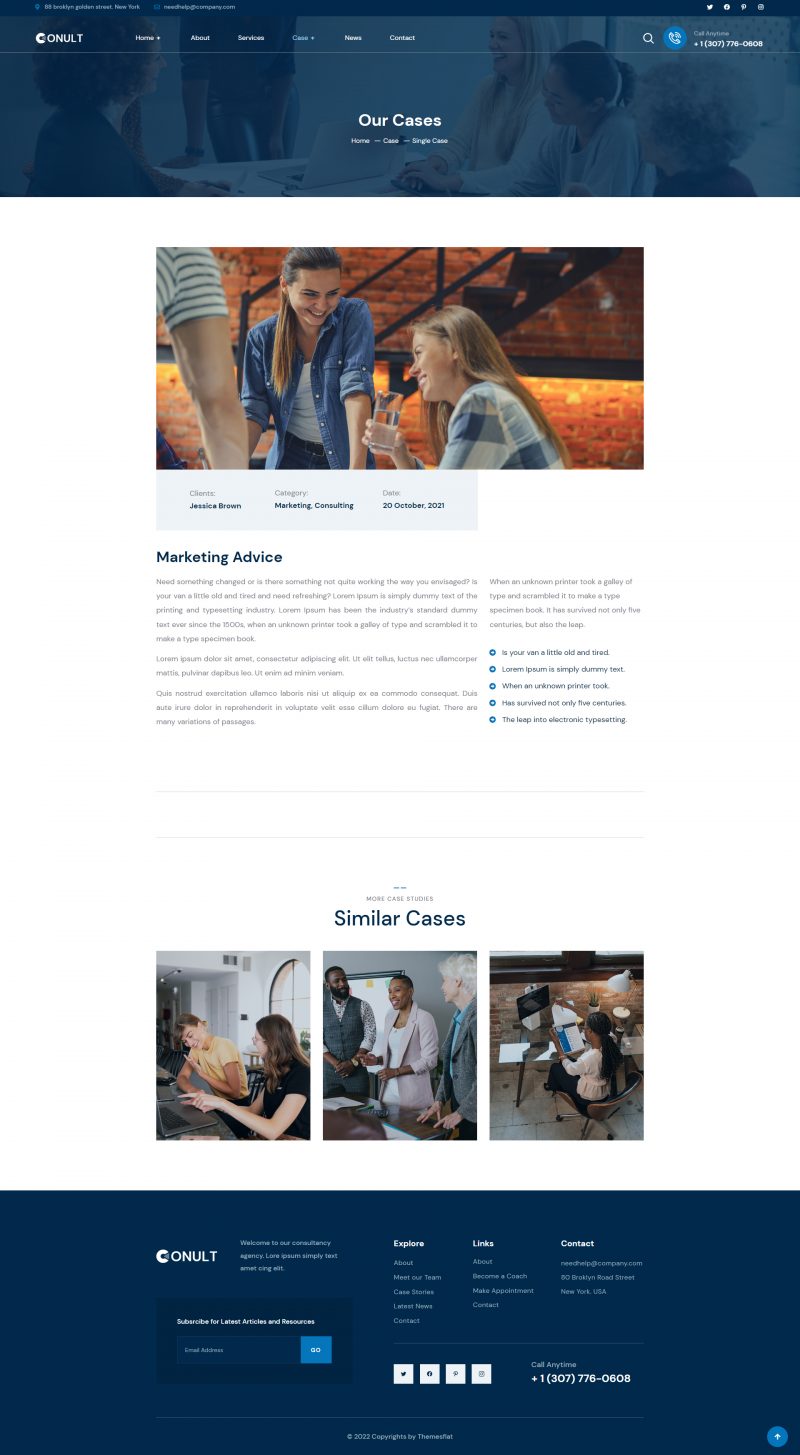 88 broklyn golden street. New York needhelp@company.com
CONULT Home + About Services Case + News Contact Call Anytime
+ 1 (307) 776-0608
Our Cases
Home — Case — Single Case
Clients: Category: Date:
Jessica Brown Marketing, Consulting 20 October, 2021
Marketing Advice
Need something changed or is there something not quite working the way you envisaged? Is
your van a little old and tired and need refreshing? Lorem Ipsum is simply dummy text of the
printing and typesetting industry. Lorem Ipsum has been the industry's standard dummy
text ever since the 1500s, when an unknown printer took a galley of type and scrambled it to
make a type specimen book.
Lorem ipsum dolor sit amet, consectetur adipiscing elit. Ut elit tellus, luctus nec ullamcorper
mattis, pulvinar dapibus leo. Ut enim ad minim veniam.
Quis nostrud exercitation ullamco laboris nisi ut aliquip ex ea commodo consequat. Duis
aute irure dolor in reprehenderit in voluptate velit esse cillum dolore eu fugiat. There are
many variations of passages.
When an unknown printer took a galley of
type and scrambled it to make a type
specimen book. It has survived not only five
centuries, but also the leap.
Is your van a little old and tired.
Lorem Ipsum is simply dummy text.
When an unknown printer took.
Has survived not only five centuries.
The leap into electronic typesetting.
MORE CASE STUDIES
Similar Cases
CONULT
Welcome to our consultancy
agency. Lore ipsum simply text
amet cing elit.
Subsrcibe for Latest Articles and Resources
Email Address GO
Explore
About
Meet our Team
Case Stories
Latest News
Contact
Links
About
Become a Coach
Make Appointment
Contact
Contact
needhelp@company.com
80 Broklyn Road Street
New York. USA
Call Anytime
+ 1 (307) 776-0608
© 2022 Copyrights by Themesflat